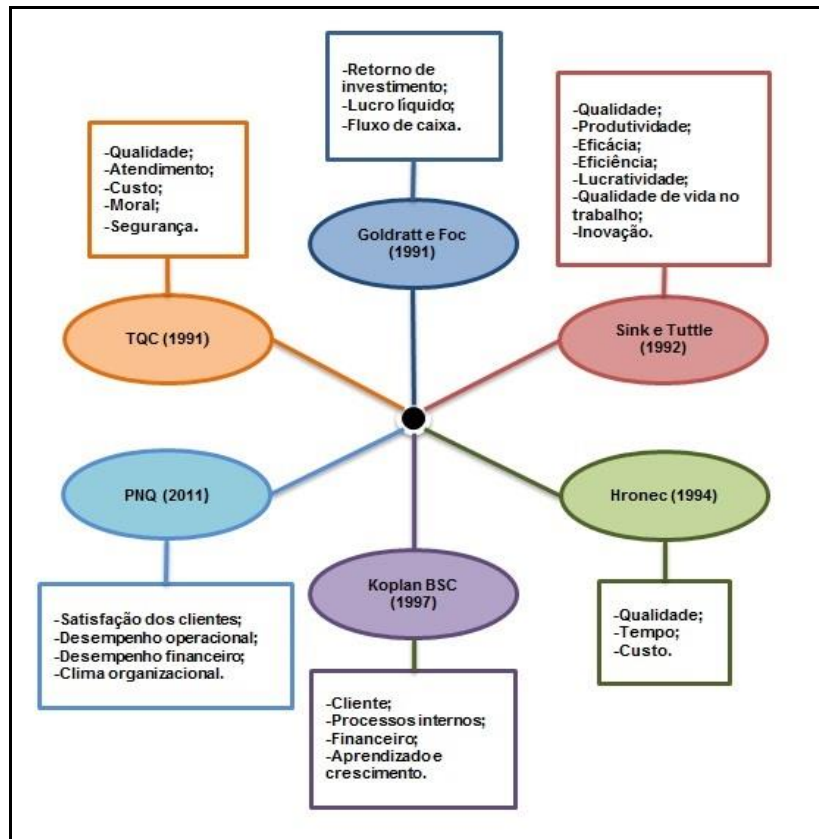 -Retorno de
investimento;
-Lucro líquido;
-Fluxo de caixa.
Goldratt e Foc
(1991)
-Qualidade;
-Produtividade;
-Eficácia;
-Eficiência;
-Lucratividade;
-Qualidade de vida no
trabalho;
-Inovação.
Sink e Tuttle
(1992)
-Qualidade;
-Atendimento;
-Custo;
-Moral;
-Segurança.
TQC (1991)
PNQ (2011)
-Satisfação dos clientes;
-Desempenho operacional;
-Desempenho financeiro;
-Clima organizacional.
Koplan BSC
(1997)
-Cliente;
-Processos internos;
-Financeiro;
-Aprendizado e
crescimento.
Hronec (1994)
-Qualidade;
-Tempo;
-Custo.